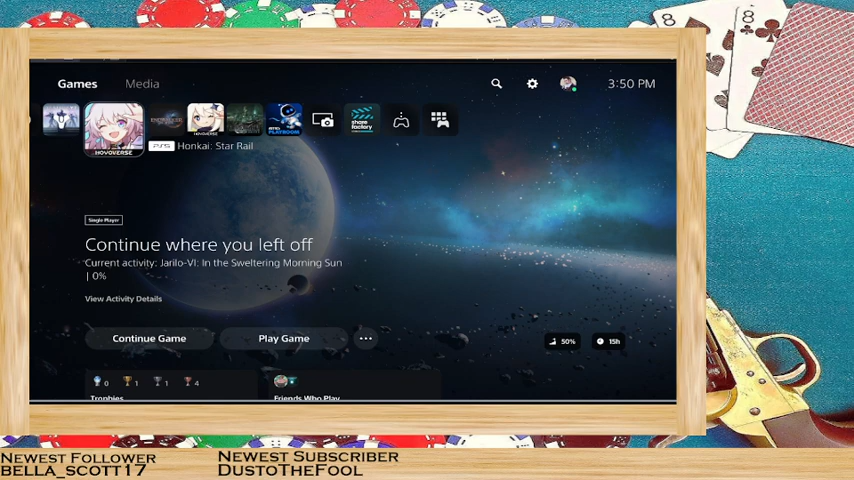 8
8
Games Media 3:50 PM
HOYOVERSE
HOYOVERSE
PS5 Honkai: Star Rail
share factory
Single Player
Continue where you left off
Current activity: Jarilo-VI: In the Sweltering Morning Sun
| 0%
View Activity Details
Continue Game Play Game ...
50% 15h
0 1 1 4
Trophies Friends Who Play
Newest Follower
bella_scott17
Newest Subscriber
DustoTheFool